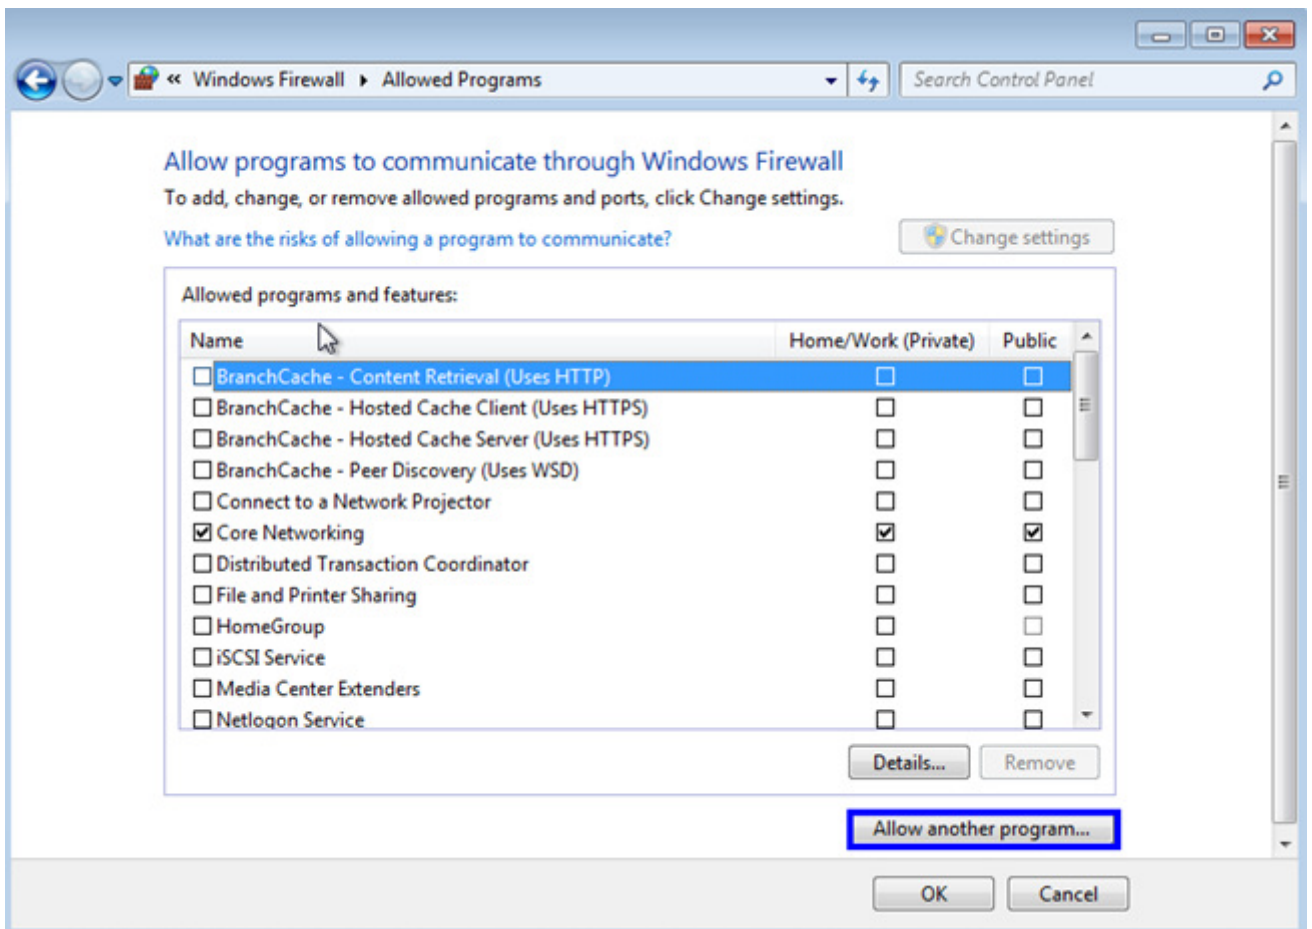 « Windows Firewall ▸ Allowed Programs Search Control Panel
Allow programs to communicate through Windows Firewall
To add, change, or remove allowed programs and ports, click Change settings.
What are the risks of allowing a program to communicate? Change settings
Allowed programs and features:
Name Home/Work (Private) Public
BranchCache - Content Retrieval (Uses HTTP)
BranchCache - Hosted Cache Client (Uses HTTPS)
BranchCache - Hosted Cache Server (Uses HTTPS)
BranchCache - Peer Discovery (Uses WSD)
Connect to a Network Projector
Core Networking
Distributed Transaction Coordinator
File and Printer Sharing
HomeGroup
iSCSI Service
Media Center Extenders
Netlogon Service
Details... Remove
Allow another program...
OK Cancel